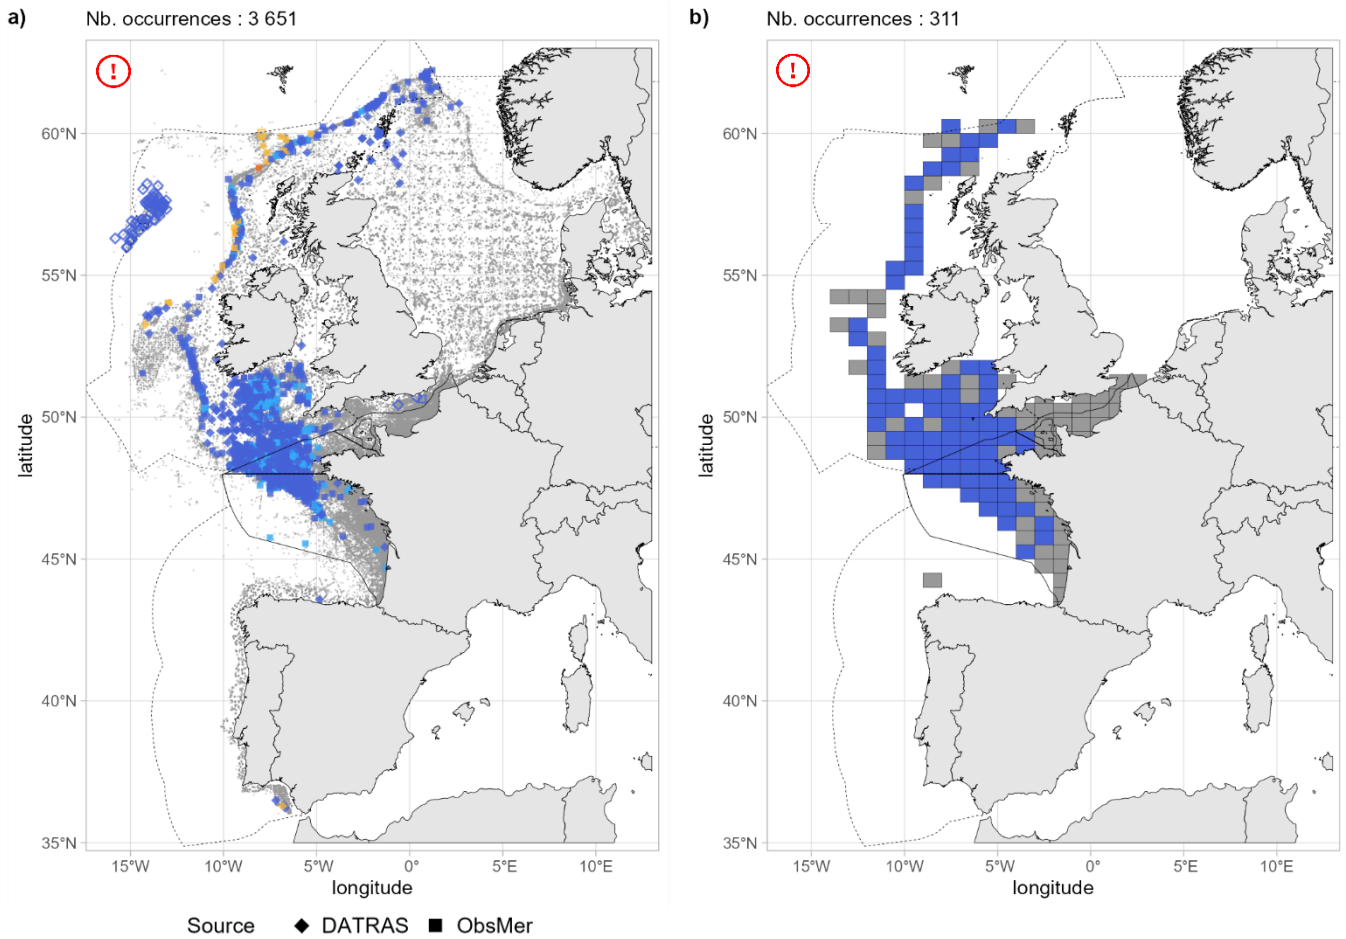 a)
Nb. occurrences : 3 651
b)
Nb. occurrences : 311
!
!
60°N
55°N
50°N
45°N
40°N
35°N
latitude
15°W
10°W
5°W
0°
5°E
10°E
longitude
60°N
55°N
50°N
45°N
40°N
35°N
latitude
15°W
10°W
5°W
0°
5°E
10°E
longitude
Source
DATRAS
ObsMer